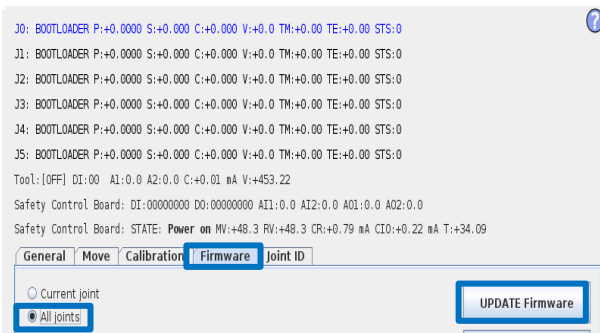 J0: BOOTLOADER P:+0.0000 S:+0.000 C:+0.000 V:+0.0 TM:+0.00 TE:+0.00 STS:0
?
J1: BOOTLOADER P:+0.0000 S:+0.000 C:+0.000 V:+0.0 TM:+0.00 TE:+0.00 STS:0
J2: BOOTLOADER P:+0.0000 S:+0.000 C:+0.000 V:+0.0 TM:+0.00 TE:+0.00 STS:0
J3: BOOTLOADER P:+0.0000 S:+0.000 C:+0.000 V:+0.0 TM:+0.00 TE:+0.00 STS:0
J4: BOOTLOADER P:+0.0000 S:+0.000 C:+0.000 V:+0.0 TM:+0.00 TE:+0.00 STS:0
J5: BOOTLOADER P:+0.0000 S:+0.000 C:+0.000 V:+0.0 TM:+0.00 TE:+0.00 STS:0
Tool:[OFF] DI:00 A1:0.0 A2:0.0 C:+0.01 mA V:+453.22
Safety Control Board: DI:00000000 DO:00000000 AI1:0.0 AI2:0.0 AO1:0.0 AO2:0.0
Safety Control Board: STATE: Power on MV:+48.3 RV:+48.3 CR:+0.79 mA CIO:+0.22 mA T:+34.09
General Move Calibration Firmware Joint ID
Current joint
All joints
UPDATE Firmware